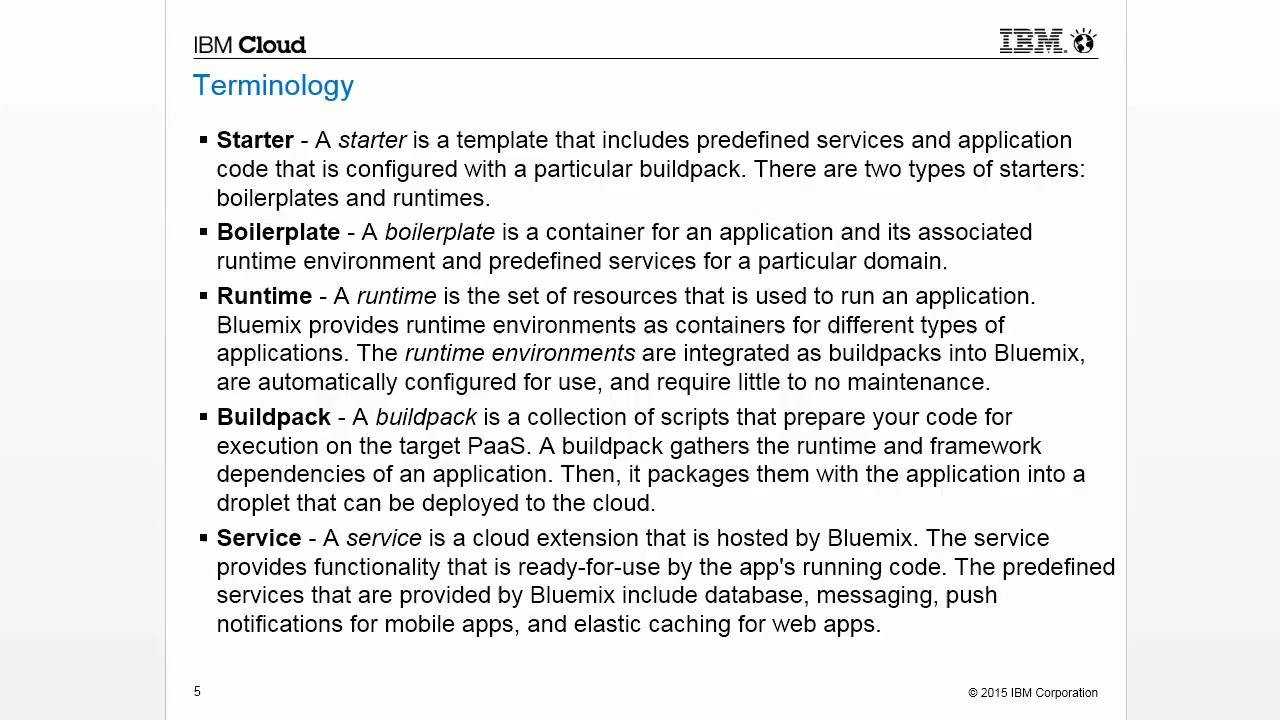 IBM Cloud
IBM
Terminology
▪ Starter - A starter is a template that includes predefined services and application
code that is configured with a particular buildpack. There are two types of starters:
boilerplates and runtimes.
▪ Boilerplate - A boilerplate is a container for an application and its associated
runtime environment and predefined services for a particular domain.
▪ Runtime - A runtime is the set of resources that is used to run an application.
Bluemix provides runtime environments as containers for different types of
applications. The runtime environments are integrated as buildpacks into Bluemix,
are automatically configured for use, and require little to no maintenance.
▪ Buildpack - A buildpack is a collection of scripts that prepare your code for
execution on the target PaaS. A buildpack gathers the runtime and framework
dependencies of an application. Then, it packages them with the application into a
droplet that can be deployed to the cloud.
▪ Service - A service is a cloud extension that is hosted by Bluemix. The service
provides functionality that is ready-for-use by the app's running code. The predefined
services that are provided by Bluemix include database, messaging, push
notifications for mobile apps, and elastic caching for web apps.
5
© 2015 IBM Corporation